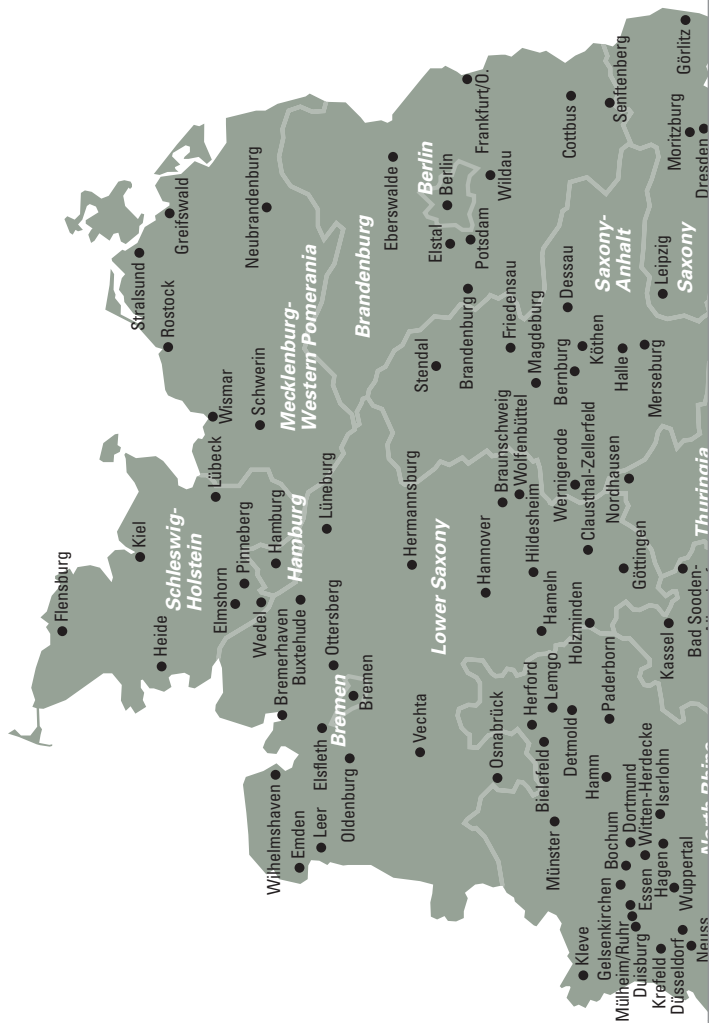 Flensburg
Stralsund
Kiel
Heide
Rostock
Greifswald
Schleswig-
Holstein
Lübeck
Wismar
Elmshorn
Pinneberg
Wedel
Hamburg
Schwerin
Neubrandenburg
Wilhelmshaven
Bremerhaven
Buxtehude
Hamburg
Mecklenburg-
Western Pomerania
Emden
Leer
Elsfleth
Ottersberg
Lüneburg
Bremen
Oldenburg
Bremen
Brandenburg
Eberswalde
Vechta
Hermannsburg
Lower Saxony
Stendal
Elstal
Berlin
Berlin
Potsdam
Brandenburg
Frankfurt/O.
Wildau
Osnabrück
Hannover
Braunschweig
Wolfenbüttel
Friedensau
Magdeburg
Herford
Hameln
Hildesheim
Bielefeld
Lemgo
Münster
Detmold
Holzminden
Wernigerode
Clausthal-Zellerfeld
Bernburg
Dessau
Köthen
Cottbus
Saxony-
Anhalt
Senftenberg
Kleve
Hamm
Paderborn
Göttingen
Nordhausen
Halle
Merseburg
Gelsenkirchen
Bochum
Dortmund
Mülheim/Ruhr
Essen
Witten-Herdecke
Duisburg
Hagen
Iserlohn
Krefeld
Düsseldorf
Wuppertal
Neuss
Kassel
Bad Sooden-
Leipzig
Saxony
Moritzburg
Görlitz
Dresden
Thuringia